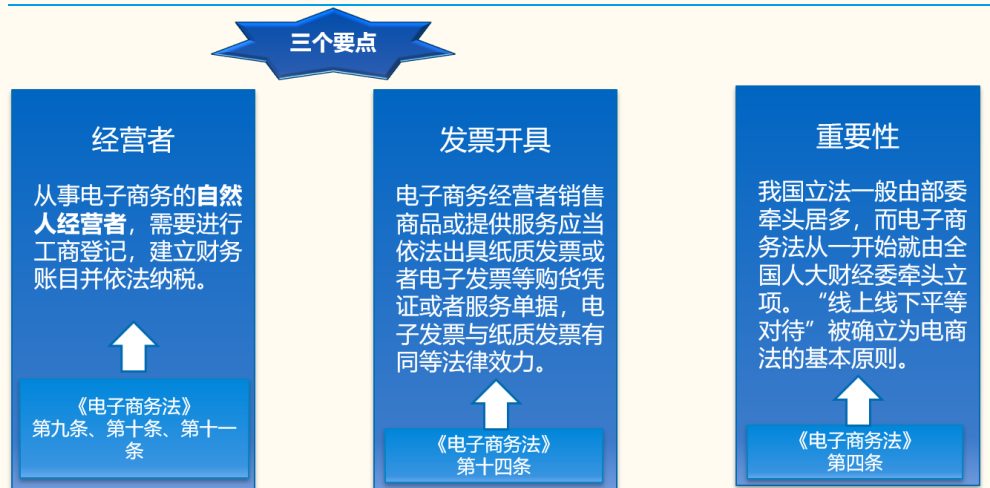 三个要点
经营者
从事电子商务的自然
人经营者，需要进行
工商登记，建立财务
账目并依法纳税。
《电子商务法》
第九条、第十条、第十一
条
发票开具
电子商务经营者销售
商品或提供服务应当
依法出具纸质发票或
者电子发票等购货凭
证或者服务单据，电
子发票与纸质发票有
同等法律效力。
《电子商务法》
第十四条
重要性
我国立法一般由部委
牵头居多，而电子商
务法从一开始就由全
国人大财经委牵头立
项。“线上线下平等
对待”被确立为电商
法的基本原则。
《电子商务法》
第四条